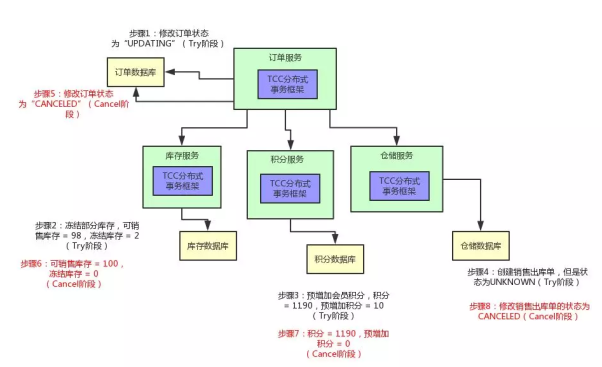 步骤1：修改订单状态
为“UPDATING”（Try阶段）
订单服务
TCC分布式
事务框架
订单数据库
步骤5：修改订单状态
为“CANCELED”（Cancel阶
段）
库存服务
TCC分布式
事务框架
积分服务
TCC分布式
事务框架
仓储服务
TCC分布式
事务框架
步骤2：冻结部分库存，可销
售库存 = 98，冻结库存 = 2
（Try阶段）
库存数据库
积分数据库
仓储数据库
步骤6：可销售库存 = 100，
冻结库存 = 0
（Cancel阶段）
步骤4：创建销售出库单，但是状
态为UNKNOWN（Try阶段）
步骤3：预增加会员积分，积分
= 1190，预增加积分 = 10
（Try阶段）
步骤8：修改销售出库单的状态为
CANCELED（Cancel阶段）
步骤7：积分 = 1190，预增加
积分 = 0
（Cancel阶段）